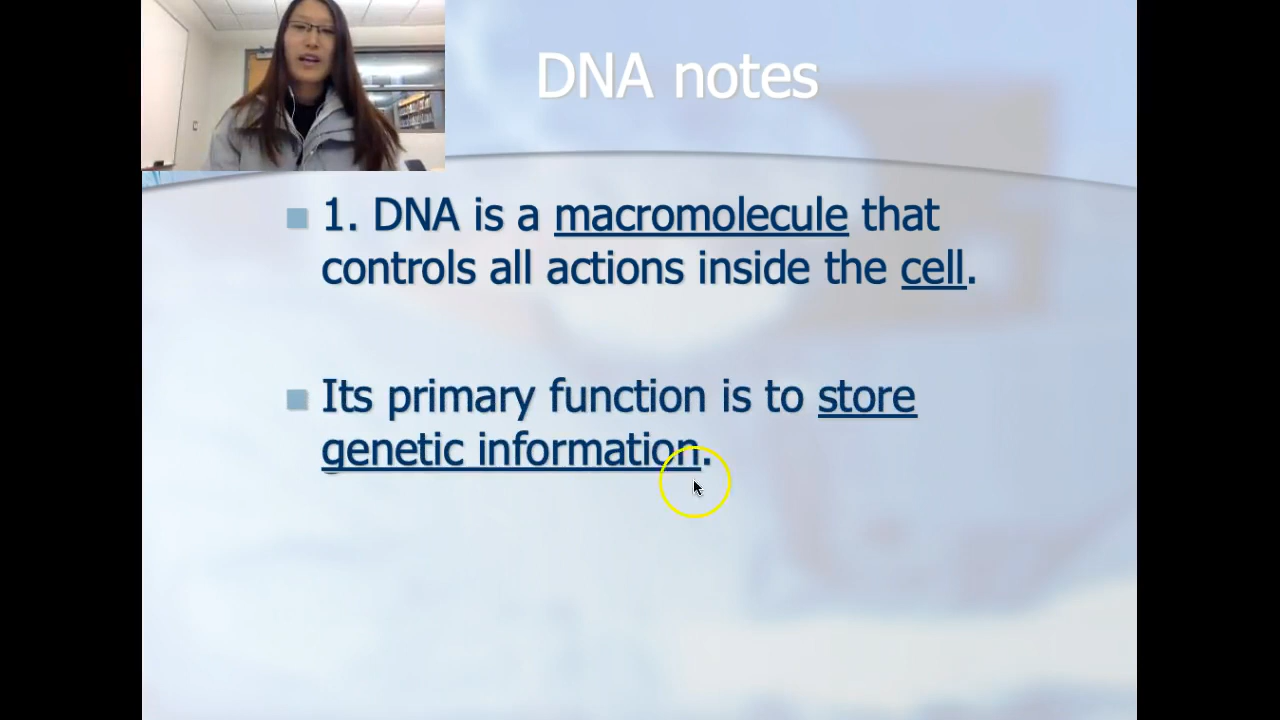 DNA notes
1. DNA is a macromolecule that
controls all actions inside the cell.
Its primary function is to store
genetic information.